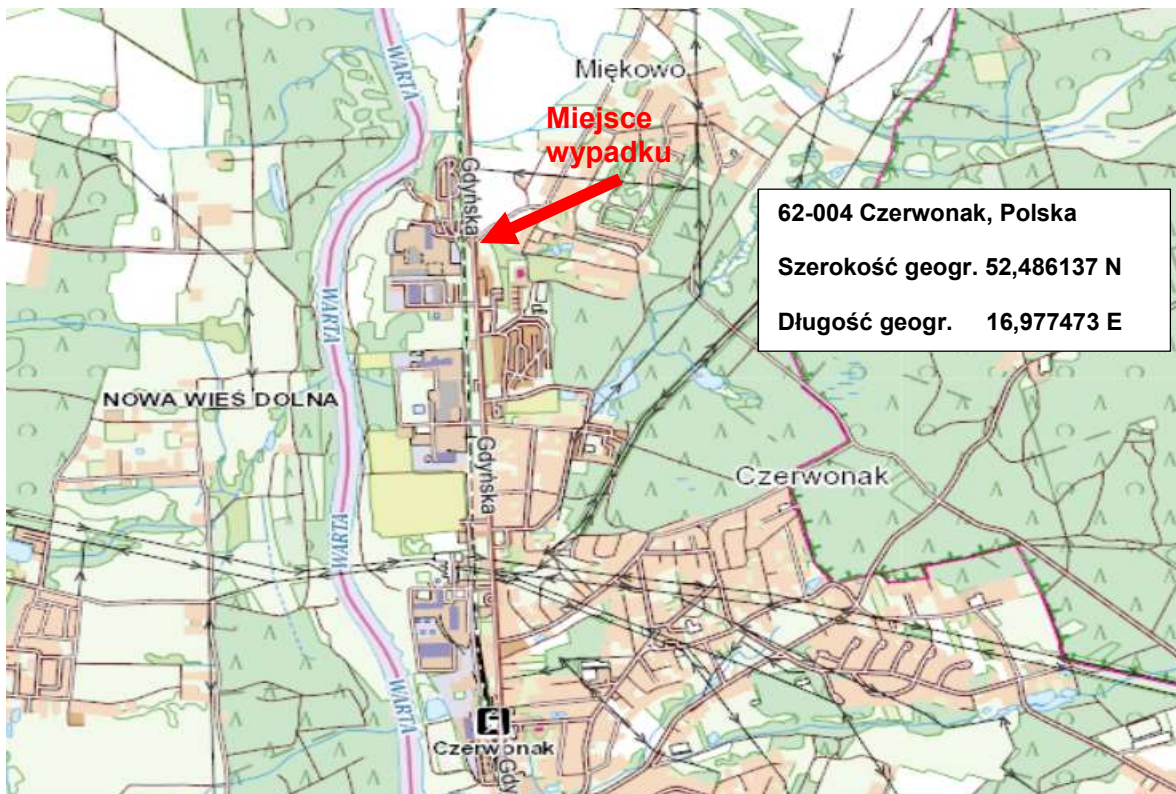 WARTA
Miękowo
Miejsce
wypadku
Gdyńska
62-004 Czerwonak, Polska
Szerokość geogr. 52,486137 N
Długość geogr. 16,977473 E
WARTA
NOWA WIEŚ DOLNA
Gdyńska
Czerwonak
WARTA
WARTA
Czerwonak
Gdy